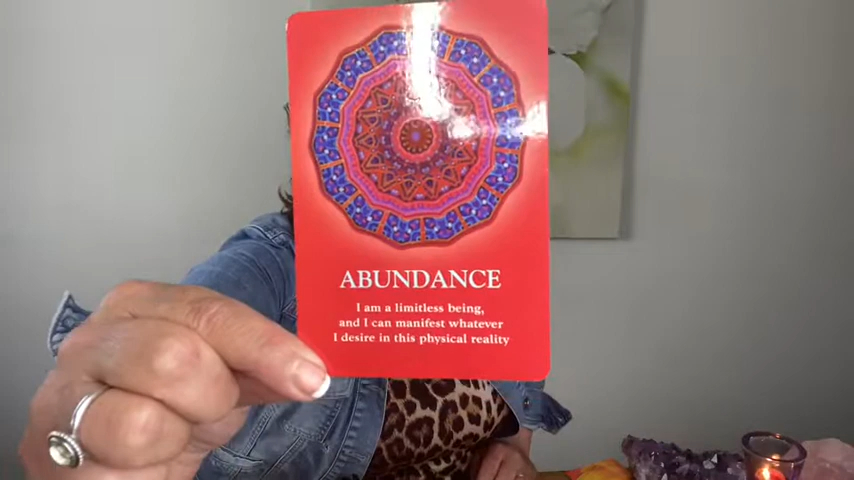 ABUNDANCE
I am a limitless being,
and I can manifest whatever
I desire in this physical reality